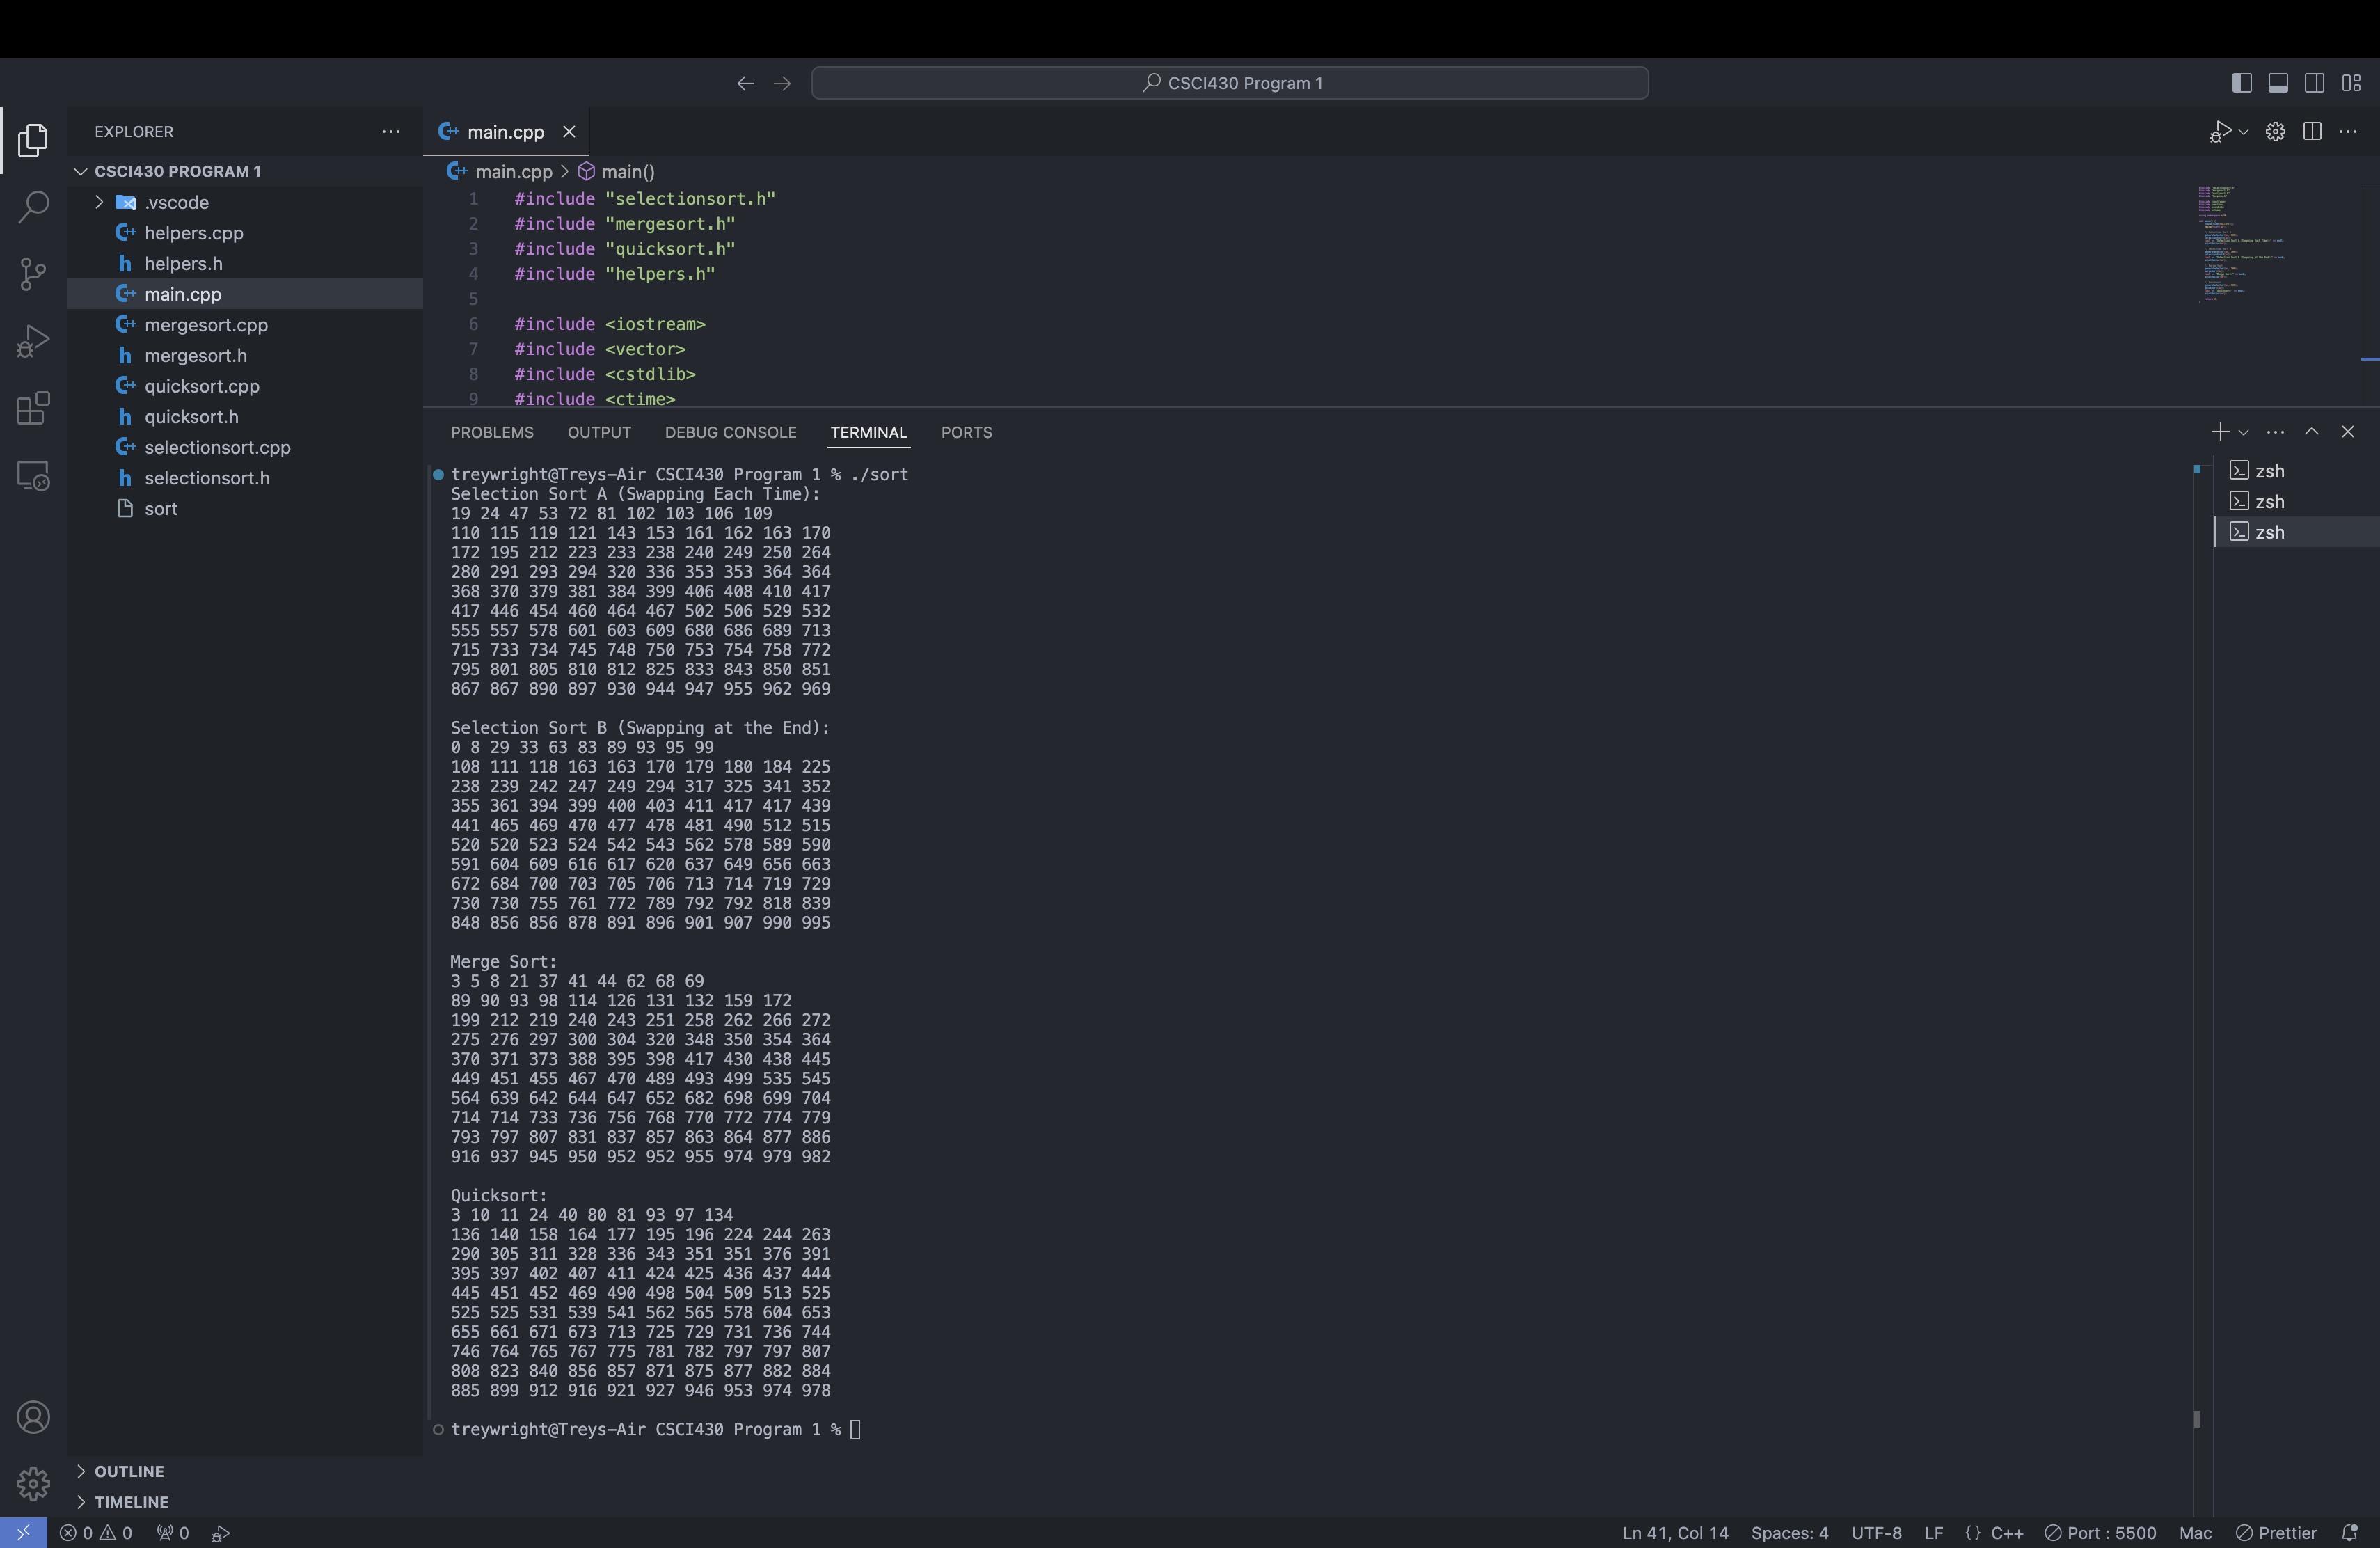 CSCI430 Program 1
EXPLORER
CSCI430 PROGRAM 1
.vscode
helpers.cpp
helpers.h
main.cpp
mergesort.cpp
mergesort.h
quicksort.cpp
quicksort.h
selectionsort.cpp
selectionsort.h
sort
OUTLINE
TIMELINE
main.cpp
main.cpp > main()
1 #include "selectionsort.h"
2 #include "mergesort.h"
3 #include "quicksort.h"
4 #include "helpers.h"
5
6 #include <iostream>
7 #include <vector>
8 #include <cstdlib>
9 #include <ctime>
PROBLEMS OUTPUT DEBUG CONSOLE TERMINAL PORTS
treywright@Treys-Air CSCI430 Program 1 % ./sort
Selection Sort A (Swapping Each Time):
19 24 47 53 72 81 102 103 106 109
110 115 119 121 143 153 161 162 163 170
172 195 212 223 233 238 240 249 250 264
280 291 293 294 320 336 353 353 364 364
368 370 379 381 384 399 406 408 410 417
417 446 454 460 464 467 502 506 529 532
555 557 578 601 603 609 680 686 689 713
715 733 734 745 748 750 753 754 758 772
795 801 805 810 812 825 833 843 850 851
867 867 890 897 930 944 947 955 962 969
Selection Sort B (Swapping at the End):
0 8 29 33 63 83 89 93 95 99
108 111 118 163 163 170 179 180 184 225
238 239 242 247 249 294 317 325 341 352
355 361 394 399 400 403 411 417 417 439
441 465 469 470 477 478 481 490 512 515
520 520 523 524 542 543 562 578 589 590
591 604 609 616 617 620 637 649 656 663
672 684 700 703 705 706 713 714 719 729
730 730 755 761 772 789 792 792 818 839
848 856 856 878 891 896 901 907 990 995
Merge Sort:
3 5 8 21 37 41 44 62 68 69
89 90 93 98 114 126 131 132 159 172
199 212 219 240 243 251 258 262 266 272
275 276 297 300 304 320 348 350 354 364
370 371 373 388 395 398 417 430 438 445
449 451 455 467 470 489 493 499 535 545
564 639 642 644 647 652 682 698 699 704
714 714 733 736 756 768 770 772 774 779
793 797 807 831 837 857 863 864 877 886
916 937 945 950 952 952 955 974 979 982
Quicksort:
3 10 11 24 40 80 81 93 97 134
136 140 158 164 177 195 196 224 244 263
290 305 311 328 336 343 351 351 376 391
395 397 402 407 411 424 425 436 437 444
445 451 452 469 490 498 504 509 513 525
525 525 531 539 541 562 565 578 604 653
655 661 671 673 713 725 729 731 736 744
746 764 765 767 775 781 782 797 797 807
808 823 840 856 857 871 875 877 882 884
885 899 912 916 921 927 946 953 974 978
treywright@Treys-Air CSCI430 Program 1 %
zsh
zsh
zsh
0 0 0
Ln 41, Col 14 Spaces: 4 UTF-8 LF {} C++ Port : 5500 Mac Prettier